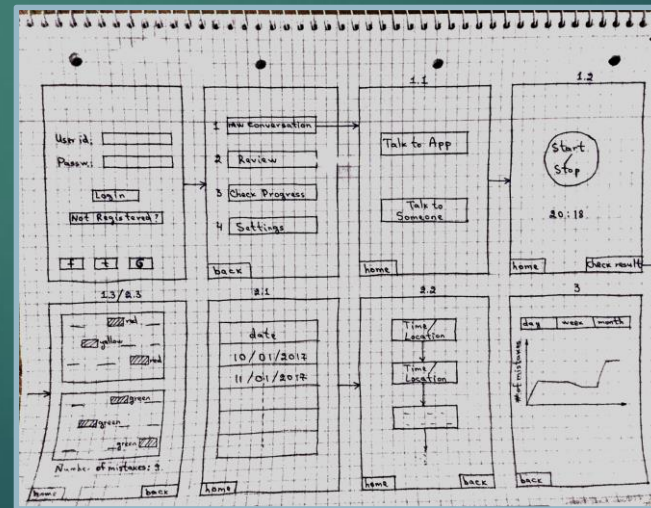 User id:
Passw.:
Login
Not Registered?
f t G
1 New Conversation
2 Review
3 Check Progress
4 Settings
back
1.1
Talk to App
Talk to
Someone
home
1.2
Start
/
Stop
20:18
home Check result
1.3/2.3
red
yellow
red
green
green
green
Number of mistakes: 3
home back
2.1
date
10/01/2017
11/01/2017
home
2.2
Time/
Location
Time/
Location
home back
3
day week month
# of mistakes
back